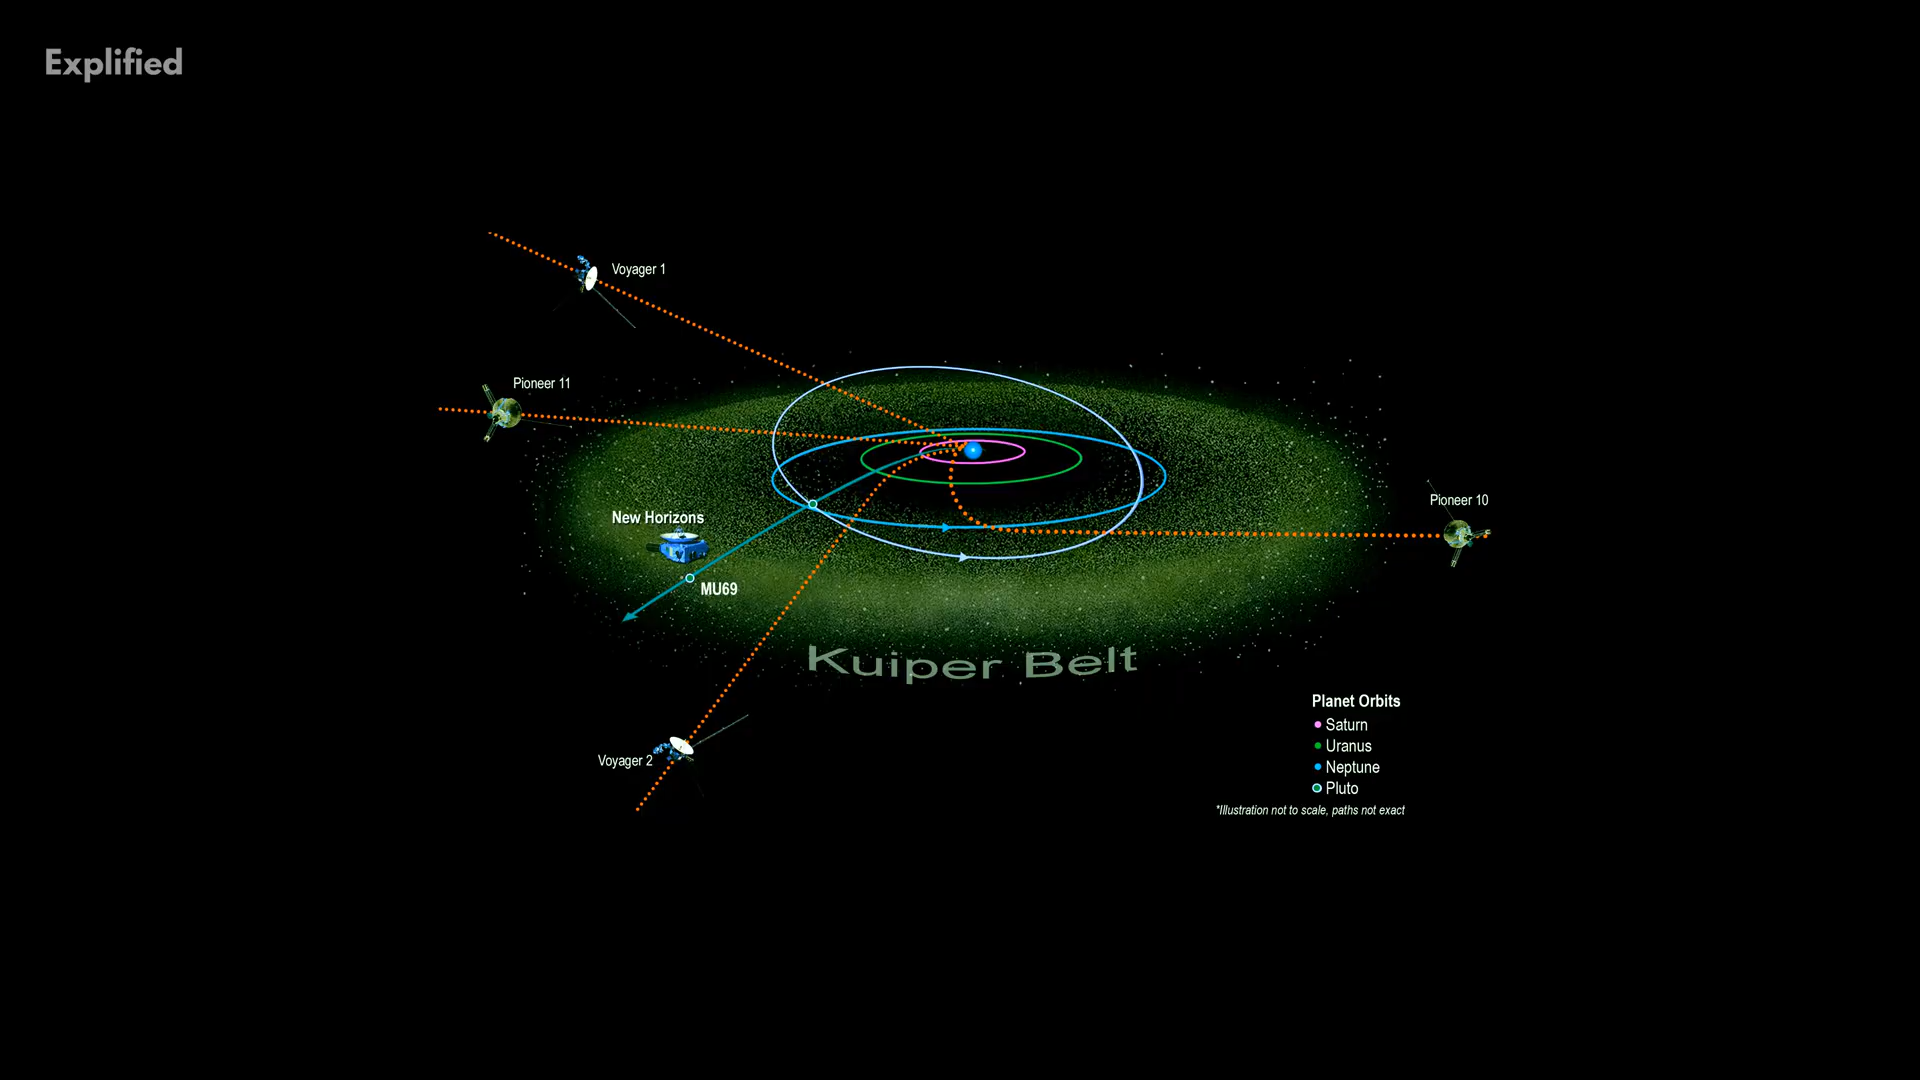 Explified
Voyager 1
Pioneer 11
Pioneer 10
New Horizons
MU69
Kuiper Belt
Voyager 2
Planet Orbits
Saturn
Uranus
Neptune
Pluto
*Illustration not to scale, paths not exact